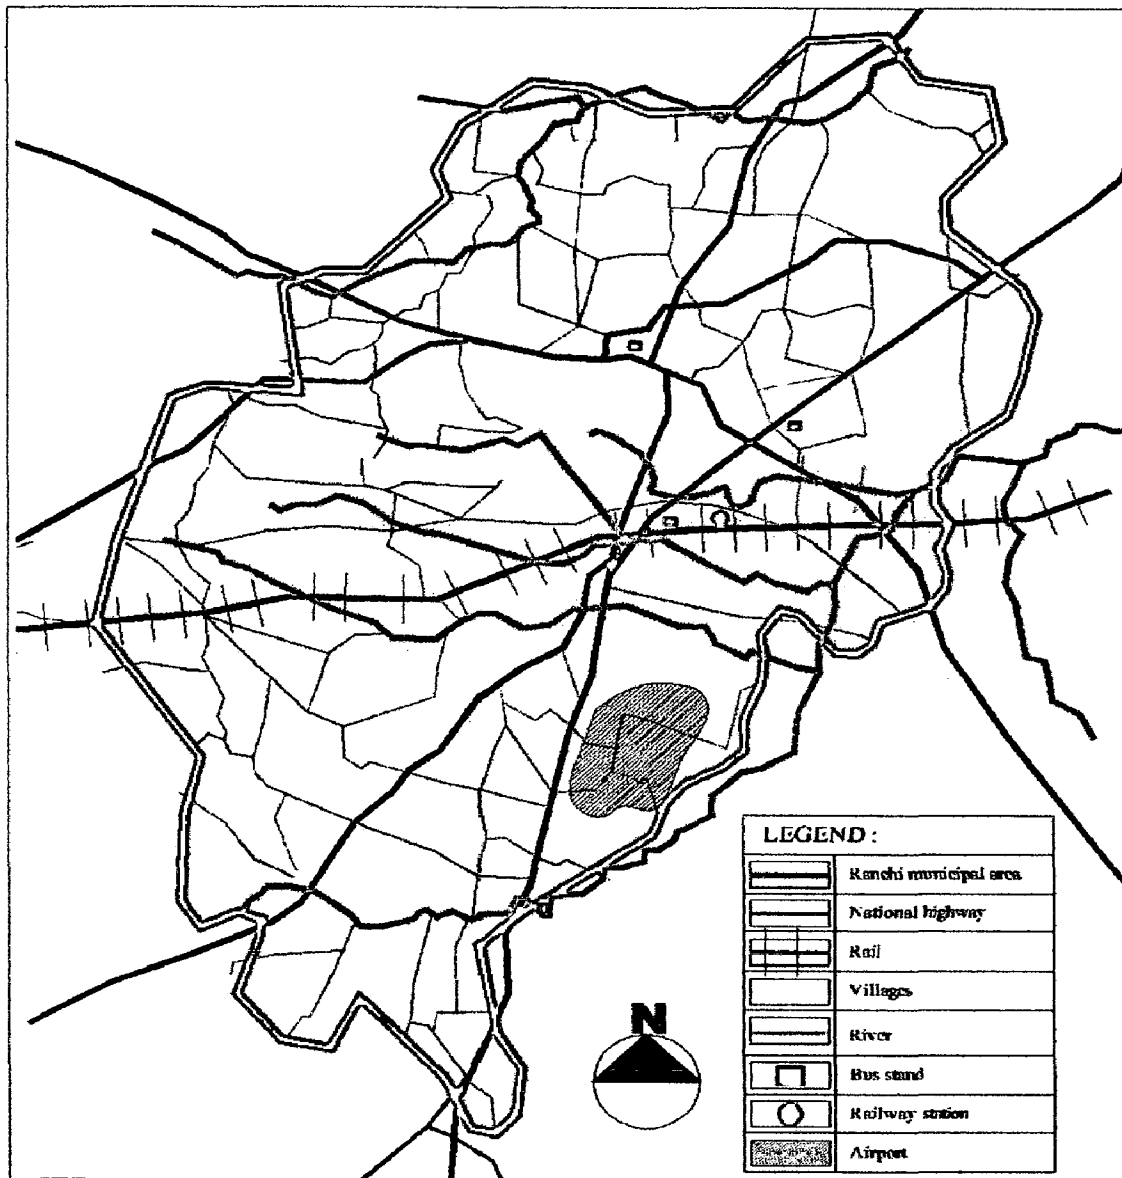 N
LEGEND :
Ranchi municipal area
National highway
Rail
Villages
River
Bus stand
Railway station
Airport